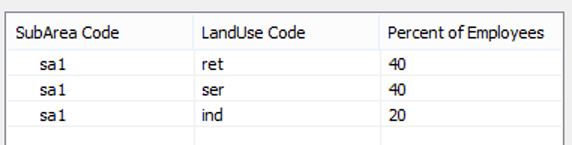 SubArea Code LandUse Code Percent of Employees
sa1 ret 40
sa1 ser 40
sa1 ind 20